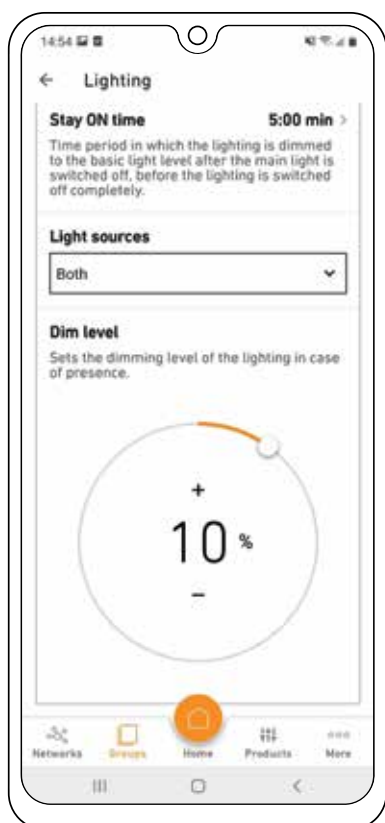 14:54
Lighting
Stay ON time 5:00 min
Time period in which the lighting is dimmed
to the basic light level after the main light is
switched off, before the lighting is switched
off completely.
Light sources
Both
Dim level
Sets the dimming level of the lighting in case
of presence.
+
10 %
−
Networks Groups Home Products More